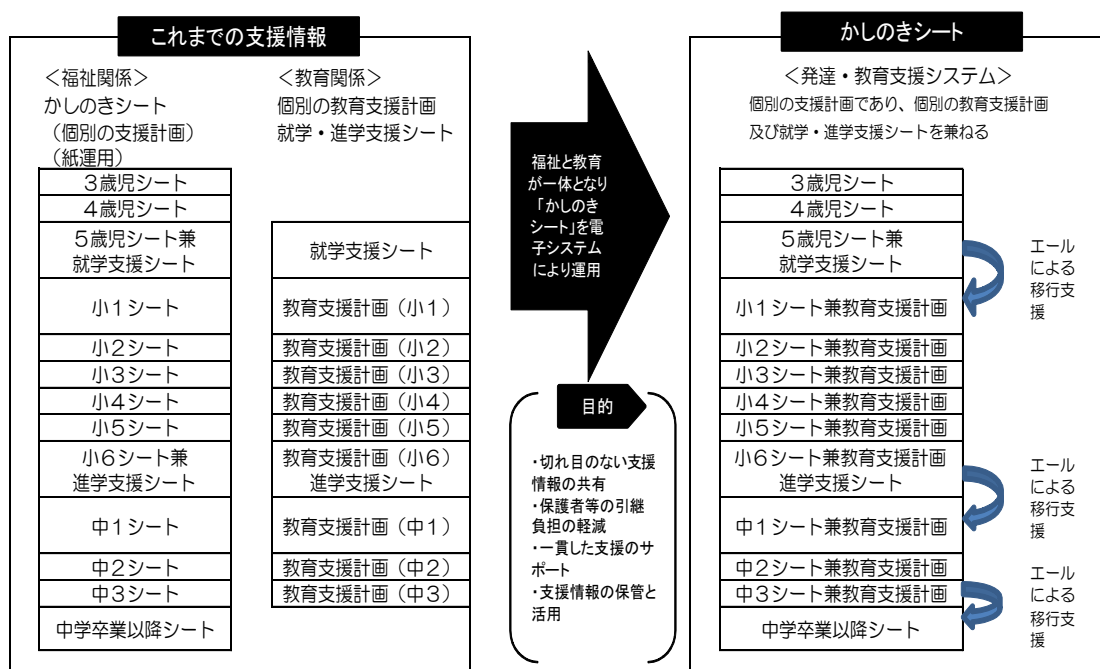 これまでの支援情報
＜福祉関係＞
かしのきシート
（個別の支援計画）
（紙運用）
３歳児シート
４歳児シート
５歳児シート兼
就学支援シート
小１シート
小２シート
小３シート
小４シート
小５シート
小６シート兼
進学支援シート
中１シート
中２シート
中３シート
中学卒業以降シート
＜教育関係＞
個別の教育支援計画
就学・進学支援シート
就学支援シート
教育支援計画（小１）
教育支援計画（小２）
教育支援計画（小３）
教育支援計画（小４）
教育支援計画（小５）
教育支援計画（小６）
進学支援シート
教育支援計画（中１）
教育支援計画（中２）
教育支援計画（中３）
福祉と教育
が一体となり
「かしのき
シート」を電
子システム
により運用
目的
・切れ目のない支援
情報の共有
・保護者等の引継
負担の軽減
・一貫した支援のサ
ポート
・支援情報の保管と
活用
かしのきシート
＜発達・教育支援システム＞
個別の支援計画であり、個別の教育支援計画
及び就学・進学支援シートを兼ねる
３歳児シート
４歳児シート
５歳児シート兼
就学支援シート
小１シート兼教育支援計画
小２シート兼教育支援計画
小３シート兼教育支援計画
小４シート兼教育支援計画
小５シート兼教育支援計画
小６シート兼教育支援計画
進学支援シート
中１シート兼教育支援計画
中２シート兼教育支援計画
中３シート兼教育支援計画
中学卒業以降シート
エール
による
移行支
援
エール
による
移行支
援
エール
による
移行支
援